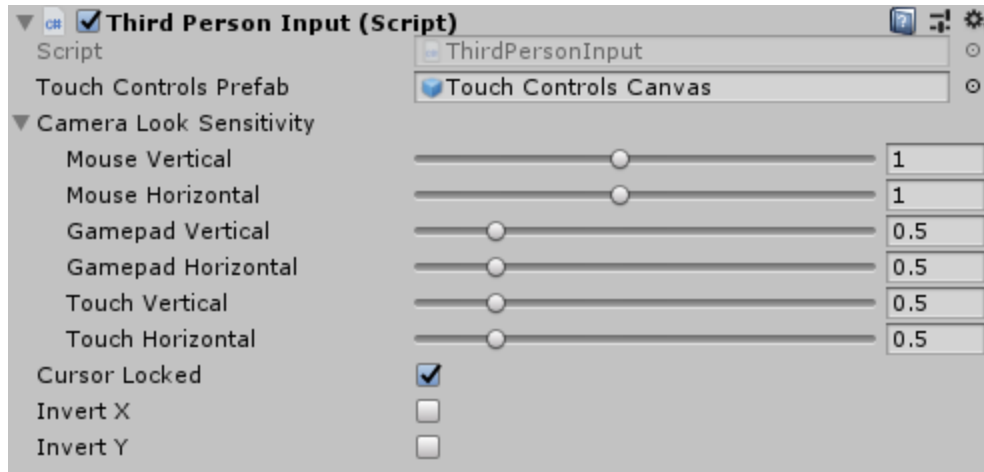 Third Person Input (Script)
Script ThirdPersonInput
Touch Controls Prefab Touch Controls Canvas
Camera Look Sensitivity
Mouse Vertical 1
Mouse Horizontal 1
Gamepad Vertical 0.5
Gamepad Horizontal 0.5
Touch Vertical 0.5
Touch Horizontal 0.5
Cursor Locked
Invert X
Invert Y